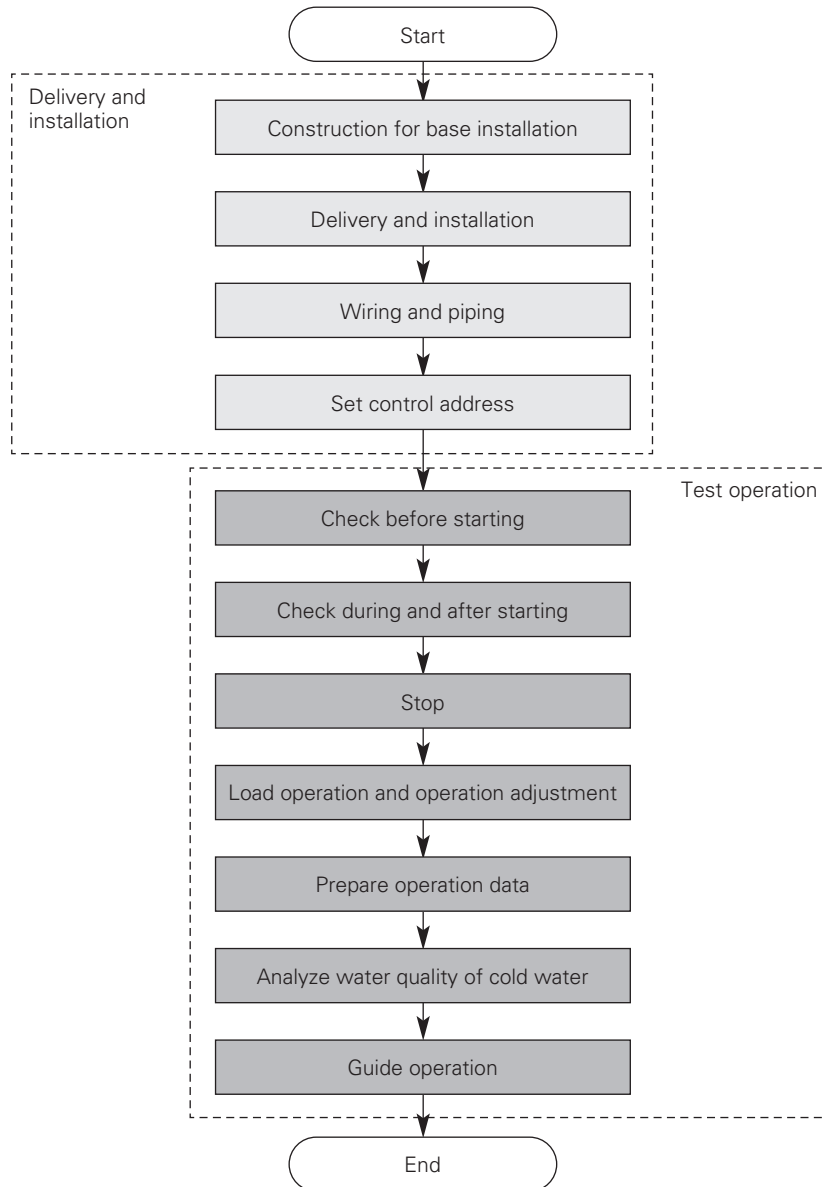 Start
Delivery and
installation
Construction for base installation
Delivery and installation
Wiring and piping
Set control address
Test operation
Check before starting
Check during and after starting
Stop
Load operation and operation adjustment
Prepare operation data
Analyze water quality of cold water
Guide operation
End